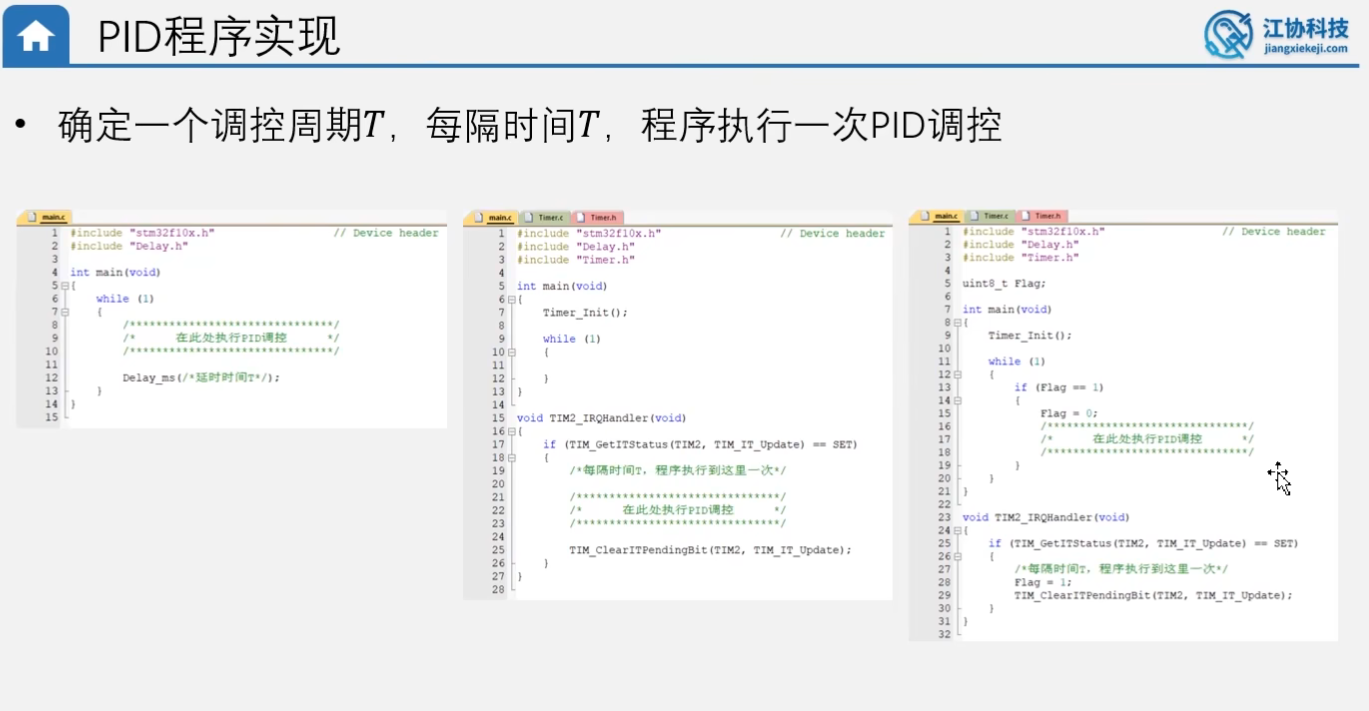 PID程序实现
江协科技
jiangxiekeji.com
• 确定一个调控周期T，每隔时间T，程序执行一次PID调控
main.c
1 #include "stm32f10x.h" // Device header
2 #include "Delay.h"
3
4 int main(void)
5 {
6 while (1)
7 {
8 /*******************************/
9 /* 在此处执行PID调控 */
10 /*******************************/
11
12 Delay_ms(/*延时时间T*/);
13 }
14 }
15
main.c Timer.c Timer.h
1 #include "stm32f10x.h" // Device header
2 #include "Delay.h"
3 #include "Timer.h"
4
5 int main(void)
6 {
7 Timer_Init();
8
9 while (1)
10 {
11
12 }
13 }
14
15 void TIM2_IRQHandler(void)
16 {
17 if (TIM_GetITStatus(TIM2, TIM_IT_Update) == SET)
18 {
19 /*每隔时间T，程序执行到这里一次*/
20
21 /*******************************/
22 /* 在此处执行PID调控 */
23 /*******************************/
24
25 TIM_ClearITPendingBit(TIM2, TIM_IT_Update);
26 }
27 }
28
main.c Timer.c Timer.h
1 #include "stm32f10x.h" // Device header
2 #include "Delay.h"
3 #include "Timer.h"
4
5 uint8_t Flag;
6
7 int main(void)
8 {
9 Timer_Init();
10
11 while (1)
12 {
13 if (Flag == 1)
14 {
15 Flag = 0;
16 /*******************************/
17 /* 在此处执行PID调控 */
18 /*******************************/
19 }
20 }
21 }
22
23 void TIM2_IRQHandler(void)
24 {
25 if (TIM_GetITStatus(TIM2, TIM_IT_Update) == SET)
26 {
27 /*每隔时间T，程序执行到这里一次*/
28 Flag = 1;
29 TIM_ClearITPendingBit(TIM2, TIM_IT_Update);
30 }
31 }
32